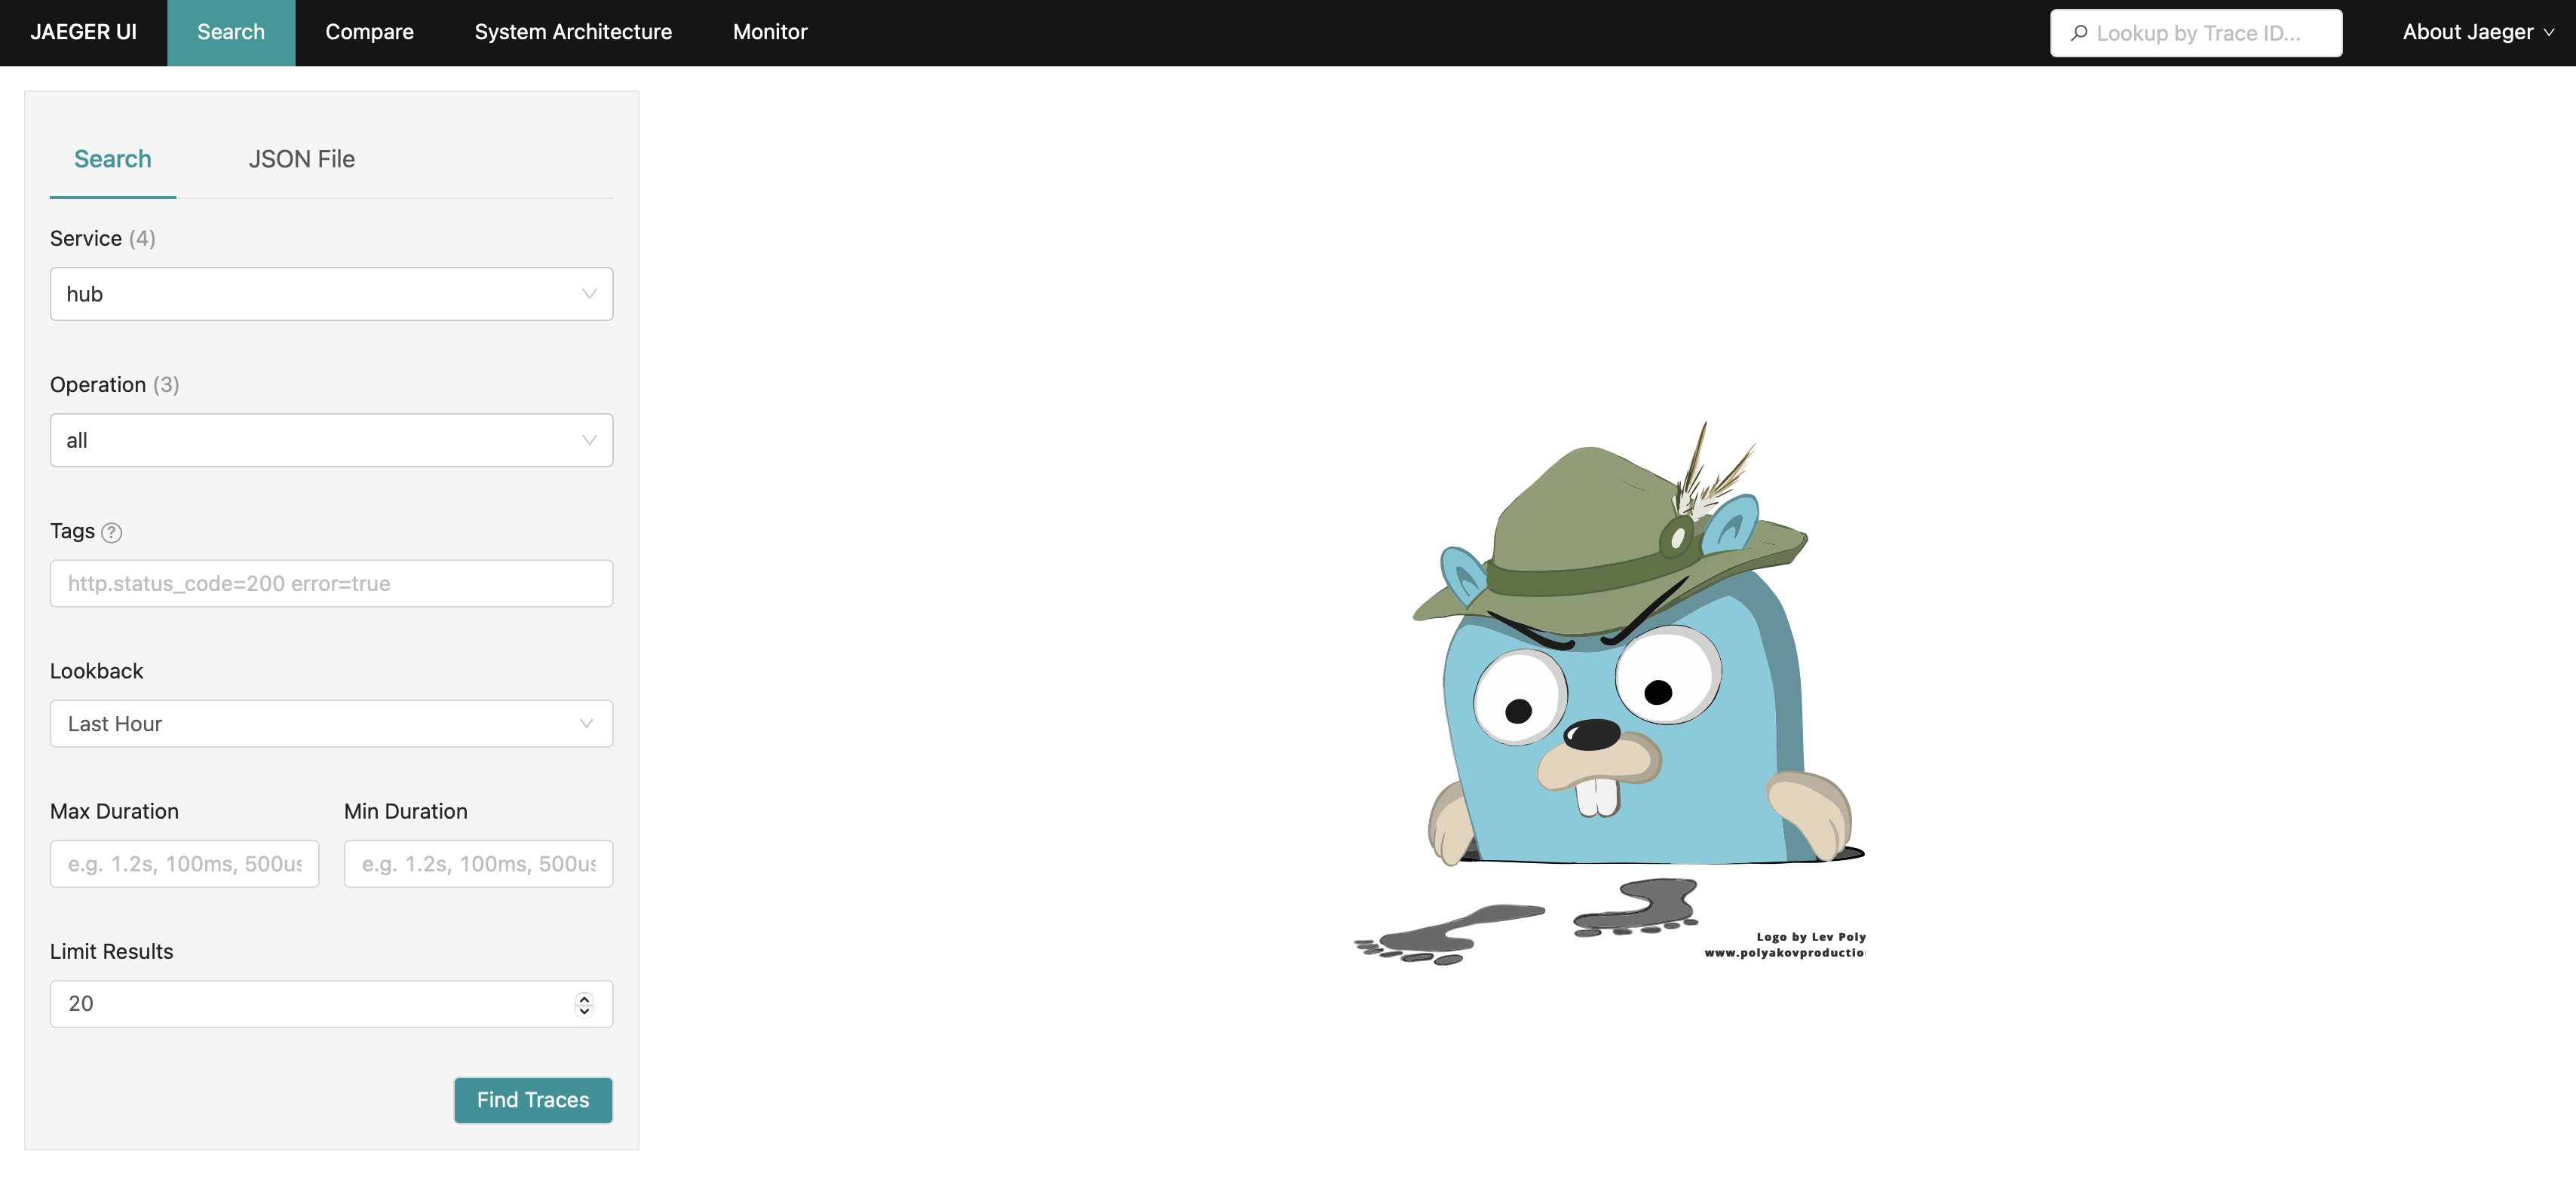 JAEGER UI Search Compare System Architecture Monitor Lookup by Trace ID... About Jaeger
Search JSON File
Service (4)
hub
Operation (3)
all
Tags ?
http.status_code=200 error=true
Lookback
Last Hour
Max Duration Min Duration
e.g. 1.2s, 100ms, 500us e.g. 1.2s, 100ms, 500us
Limit Results
20
Find Traces
Logo by Lev Poly
www.polyakovproductio